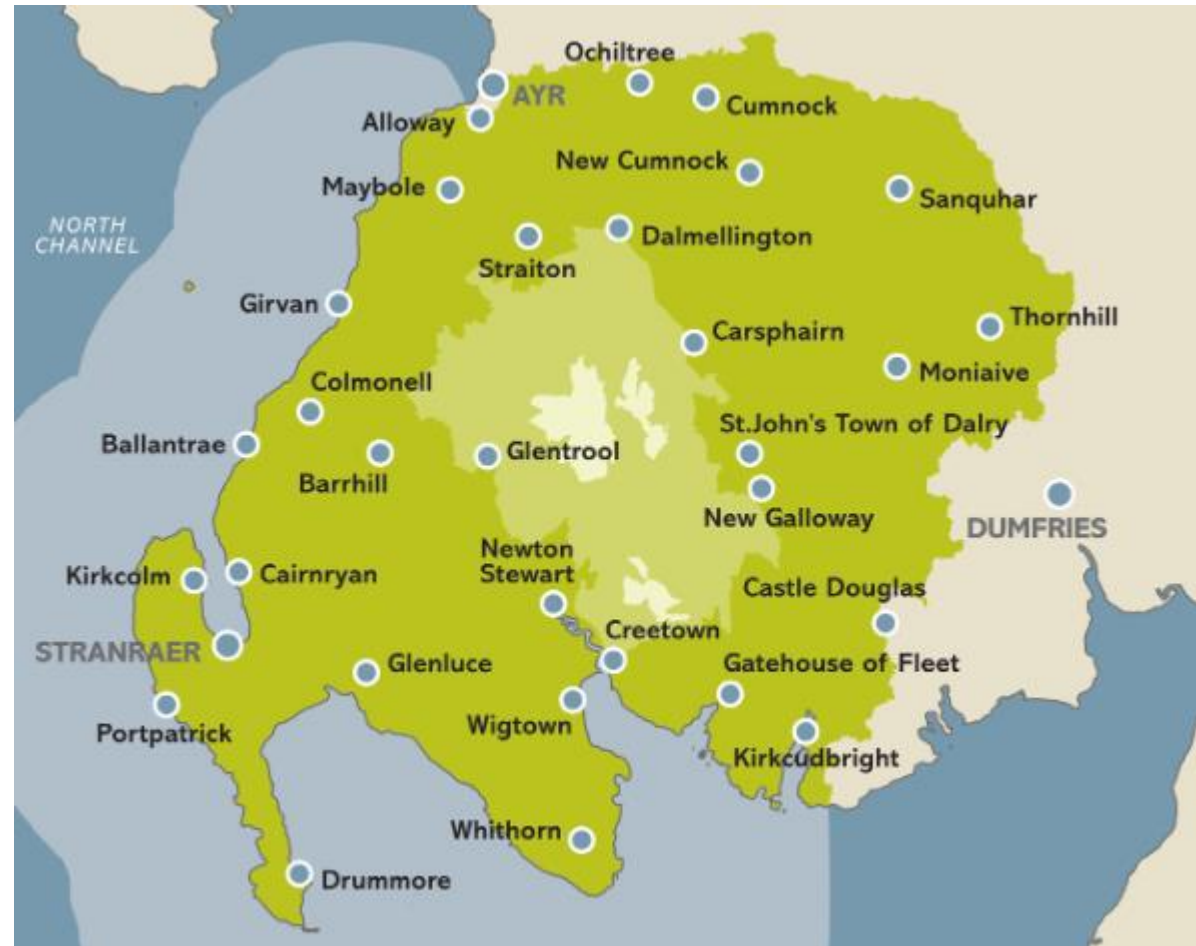 Ochiltree
AYR
Cumnock
Alloway
New Cumnock
Maybole
Sanquhar
NORTH
CHANNEL
Dalmellington
Straiton
Girvan
Thornhill
Carsphairn
Moniaive
Colmonell
St.John's Town of Dalry
Ballantrae
Glentrool
Barrhill
New Galloway
DUMFRIES
Newton
Stewart
Kirkcolm
Cairnryan
Castle Douglas
Creetown
STRANRAER
Glenluce
Gatehouse of Fleet
Wigtown
Portpatrick
Kirkcudbright
Whithorn
Drummore